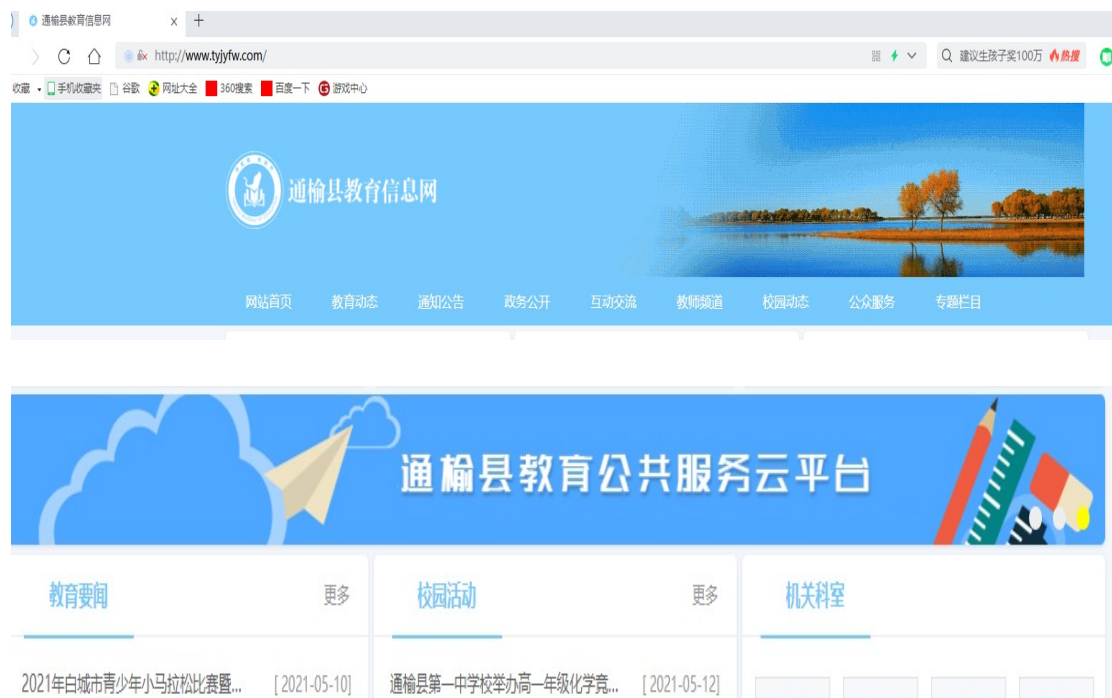 通榆县教育信息网 x +
http://www.tyjyfw.com/ 建议生孩子奖100万 热搜
收藏 手机收藏夹 谷歌 网址大全 360搜索 百度一下 游戏中心
通榆县教育信息网
网站首页 教育动态 通知公告 政务公开 互动交流 教师频道 校园动态 公众服务 专题栏目
通榆县教育公共服务云平台
教育要闻 更多 校园活动 更多 机关科室
2021年白城市青少年小马拉松比赛暨... [ 2021-05-10] 通榆县第一中学校举办高一年级化学竞... [ 2021-05-12]